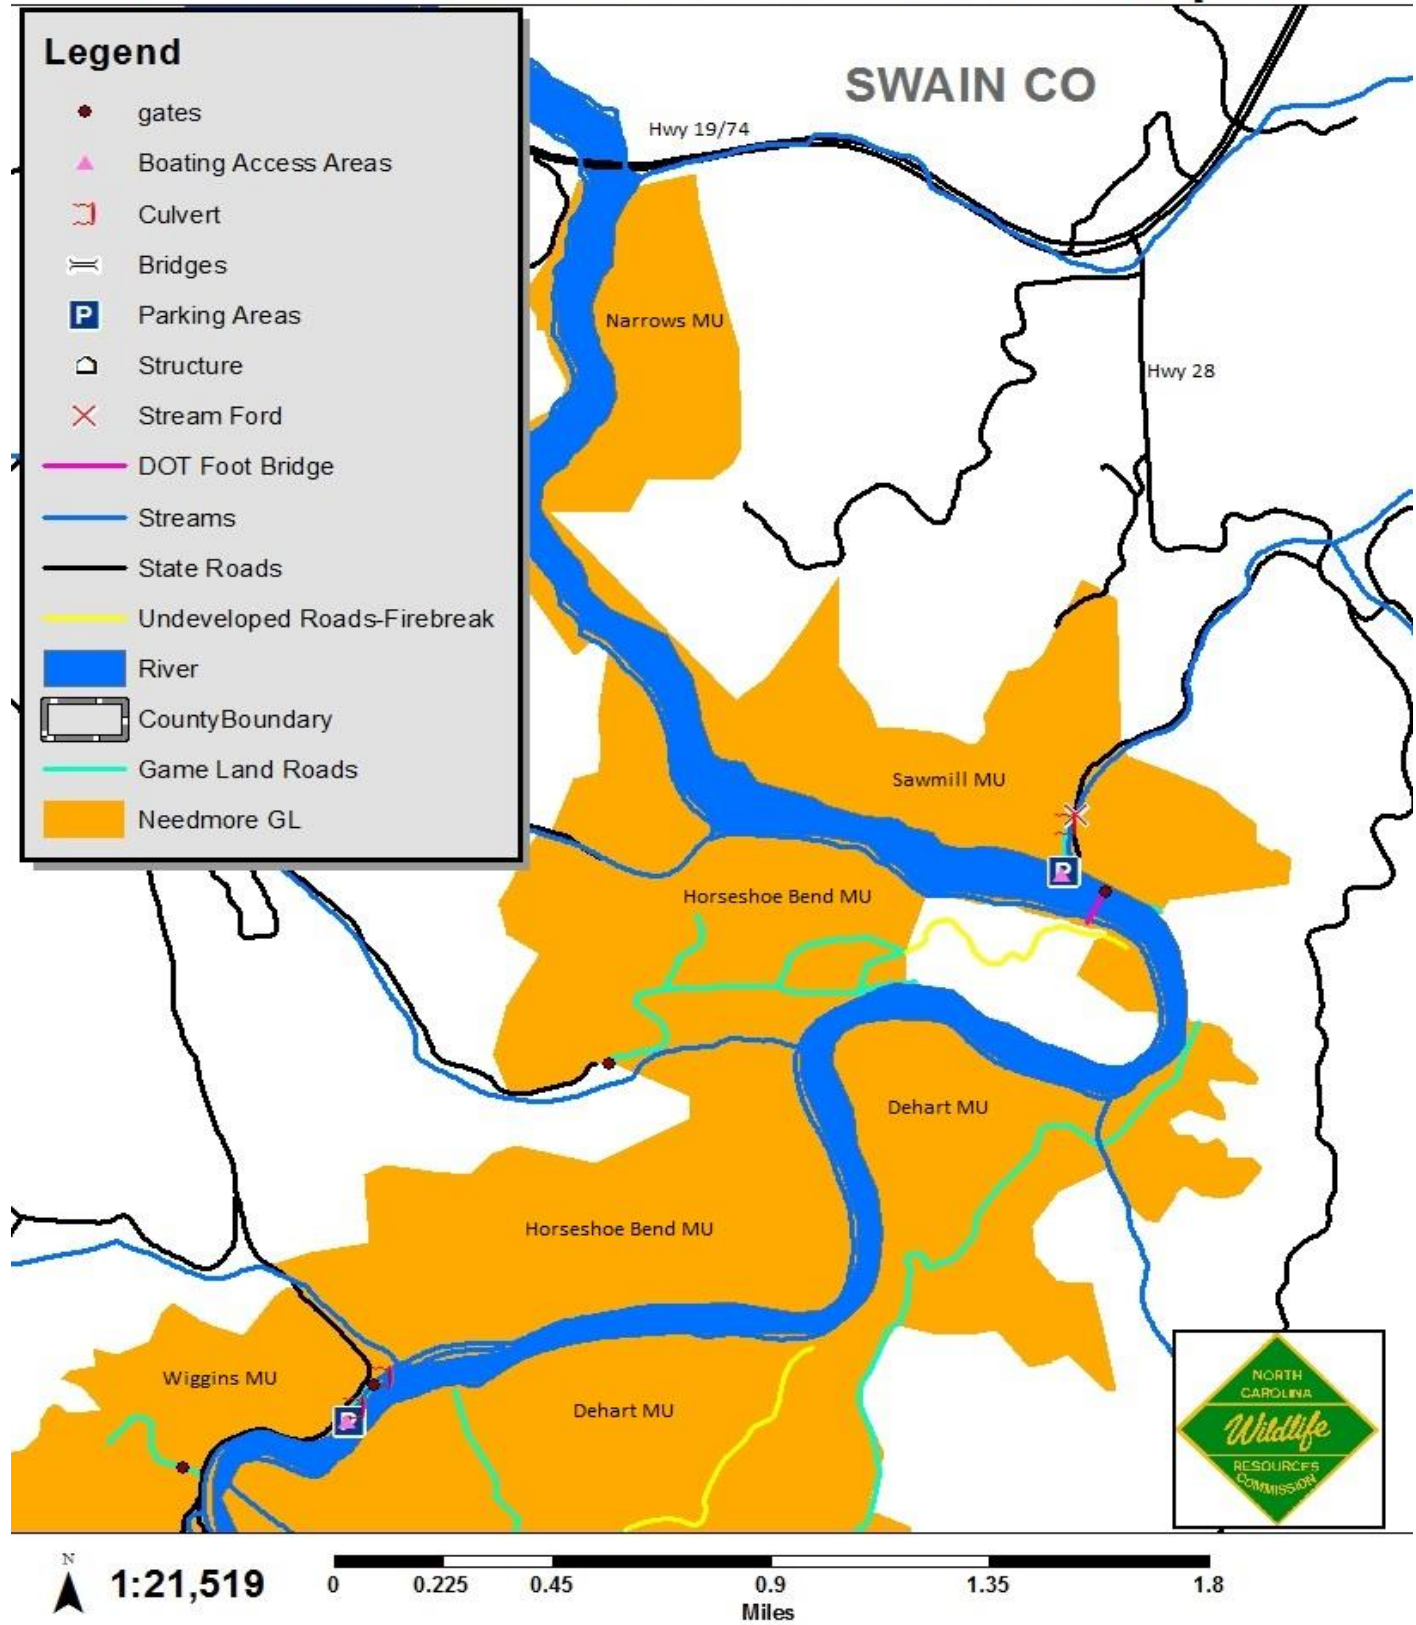 Legend
gates
Boating Access Areas
Culvert
Bridges
P
Parking Areas
Structure
Stream Ford
DOT Foot Bridge
Streams
State Roads
Undeveloped Roads-Firebreak
River
CountyBoundary
Game Land Roads
Needmore GL
SWAIN CO
Hwy 19/74
Narrows MU
Hwy 28
Sawmill MU
P
Horseshoe Bend MU
Dehart MU
Horseshoe Bend MU
Wiggins MU
Dehart MU
P
NORTH
CAROLINA
Wildlife
RESOURCES
COMMISSION
N
1:21,519
0 0.225 0.45 0.9 1.35 1.8
Miles